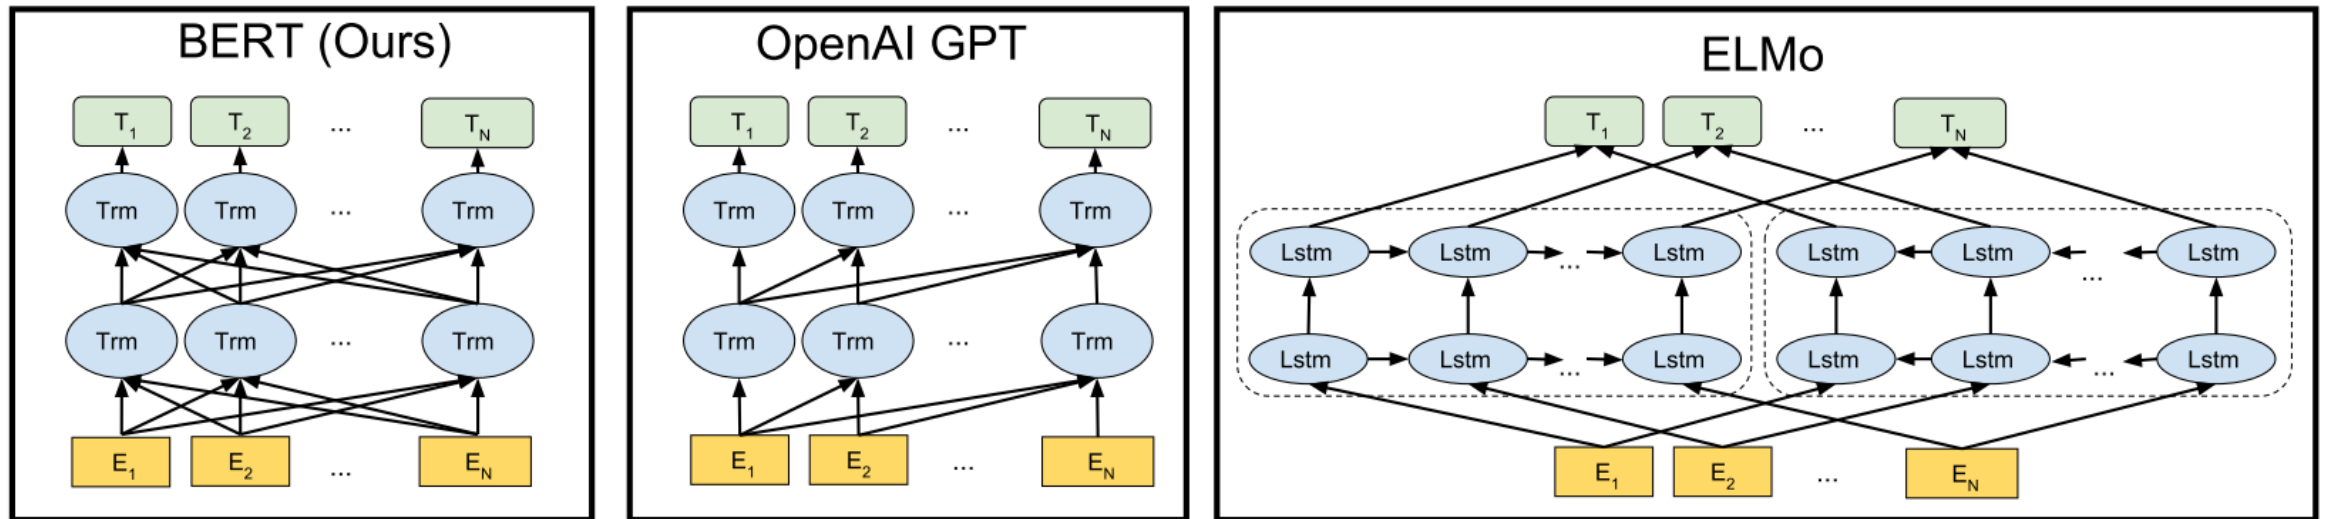 BERT (Ours)
T1 T2 ... TN
Trm Trm ... Trm
Trm Trm ... Trm
E1 E2 ... EN
OpenAI GPT
T1 T2 ... TN
Trm Trm ... Trm
Trm Trm ... Trm
E1 E2 ... EN
ELMo
T1 T2 ... TN
Lstm Lstm ... Lstm Lstm Lstm ... Lstm
Lstm Lstm ... Lstm Lstm Lstm ... Lstm
E1 E2 ... EN